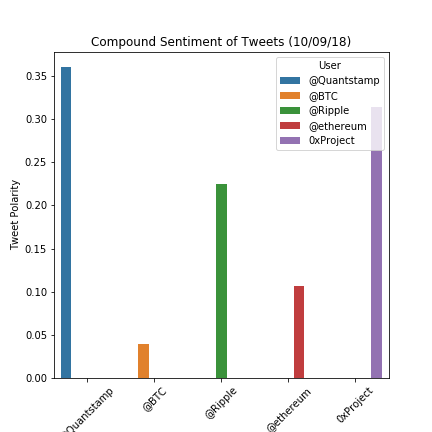 Compound Sentiment of Tweets (10/09/18)
User
@Quantstamp
@BTC
@Ripple
@ethereum
0xProject
0.35
0.30
0.25
0.20
0.15
0.10
0.05
0.00
Tweet Polarity
@Quantstamp
@BTC
@Ripple
@ethereum
0xProject